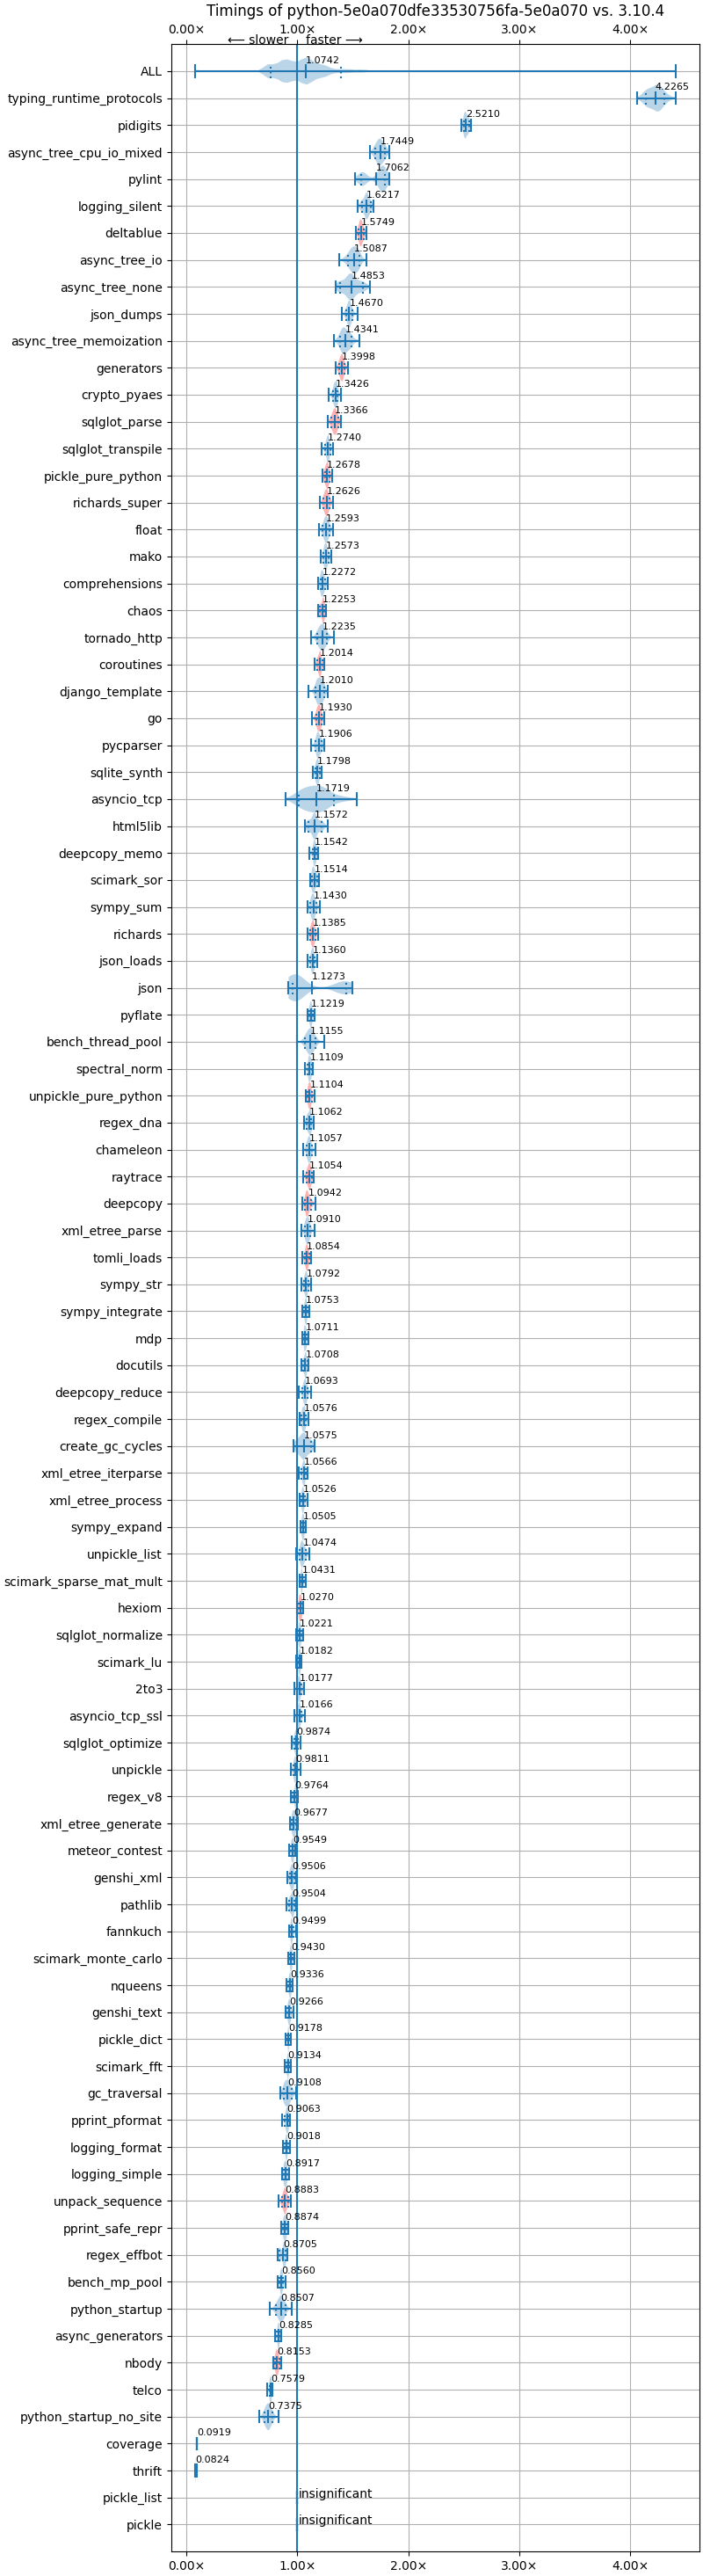 Timings of python-5e0a070dfe33530756fa-5e0a070 vs. 3.10.4
0.00× 1.00× 2.00× 3.00× 4.00×
⟵ slower faster ⟶
ALL 1.0742
typing_runtime_protocols 4.2265
pidigits 2.5210
async_tree_cpu_io_mixed 1.7449
pylint 1.7062
logging_silent 1.6217
deltablue 1.5749
async_tree_io 1.5087
async_tree_none 1.4853
json_dumps 1.4670
async_tree_memoization 1.4341
generators 1.3998
crypto_pyaes 1.3426
sqlglot_parse 1.3366
sqlglot_transpile 1.2740
pickle_pure_python 1.2678
richards_super 1.2626
float 1.2593
mako 1.2573
comprehensions 1.2272
chaos 1.2253
tornado_http 1.2235
coroutines 1.2014
django_template 1.2010
go 1.1930
pycparser 1.1906
sqlite_synth 1.1798
asyncio_tcp 1.1719
html5lib 1.1572
deepcopy_memo 1.1542
scimark_sor 1.1514
sympy_sum 1.1430
richards 1.1385
json_loads 1.1360
json 1.1273
pyflate 1.1219
bench_thread_pool 1.1155
spectral_norm 1.1109
unpickle_pure_python 1.1104
regex_dna 1.1062
chameleon 1.1057
raytrace 1.1054
deepcopy 1.0942
xml_etree_parse 1.0910
tomli_loads 1.0854
sympy_str 1.0792
sympy_integrate 1.0753
mdp 1.0711
docutils 1.0708
deepcopy_reduce 1.0693
regex_compile 1.0576
create_gc_cycles 1.0575
xml_etree_iterparse 1.0566
xml_etree_process 1.0526
sympy_expand 1.0505
unpickle_list 1.0474
scimark_sparse_mat_mult 1.0431
hexiom 1.0270
sqlglot_normalize 1.0221
scimark_lu 1.0182
2to3 1.0177
asyncio_tcp_ssl 1.0166
sqlglot_optimize 0.9874
unpickle 0.9811
regex_v8 0.9764
xml_etree_generate 0.9677
meteor_contest 0.9549
genshi_xml 0.9506
pathlib 0.9504
fannkuch 0.9499
scimark_monte_carlo 0.9430
nqueens 0.9336
genshi_text 0.9266
pickle_dict 0.9178
scimark_fft 0.9134
gc_traversal 0.9108
pprint_pformat 0.9063
logging_format 0.9018
logging_simple 0.8917
unpack_sequence 0.8883
pprint_safe_repr 0.8874
regex_effbot 0.8705
bench_mp_pool 0.8560
python_startup 0.8507
async_generators 0.8285
nbody 0.8153
telco 0.7579
python_startup_no_site 0.7375
coverage 0.0919
thrift 0.0824
pickle_list insignificant
pickle insignificant
0.00× 1.00× 2.00× 3.00× 4.00×